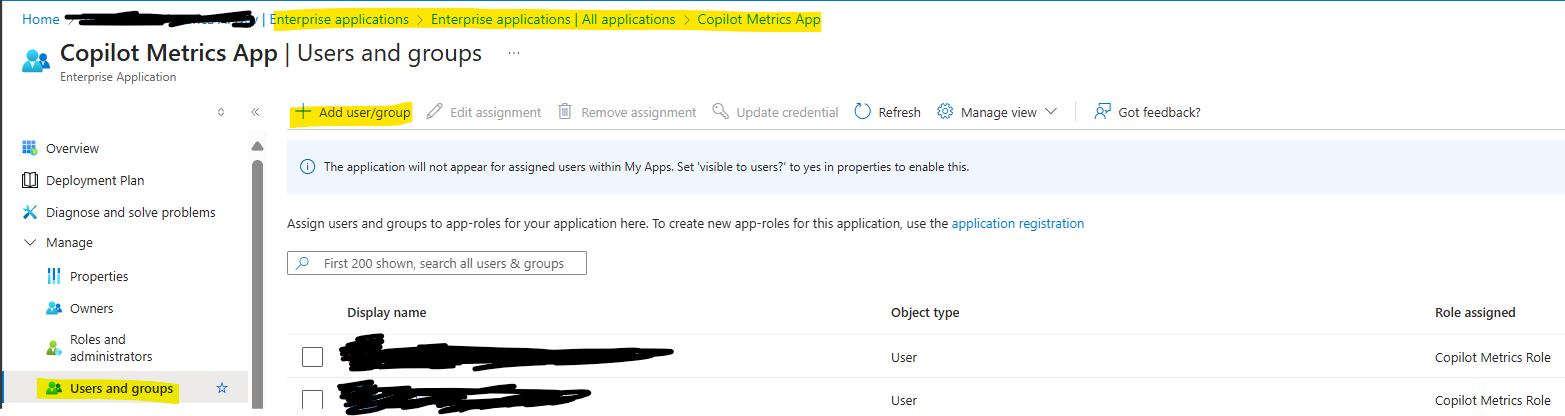 Home > | Enterprise applications > Enterprise applications | All applications > Copilot Metrics App
Copilot Metrics App | Users and groups ...
Enterprise Application
Add user/group Edit assignment Remove assignment Update credential Refresh Manage view Got feedback?
Overview
Deployment Plan
Diagnose and solve problems
Manage
Properties
Owners
Roles and
administrators
Users and groups
The application will not appear for assigned users within My Apps. Set 'visible to users?' to yes in properties to enable this.
Assign users and groups to app-roles for your application here. To create new app-roles for this application, use the application registration
First 200 shown, search all users & groups
Display name Object type Role assigned
User Copilot Metrics Role
User Copilot Metrics Role